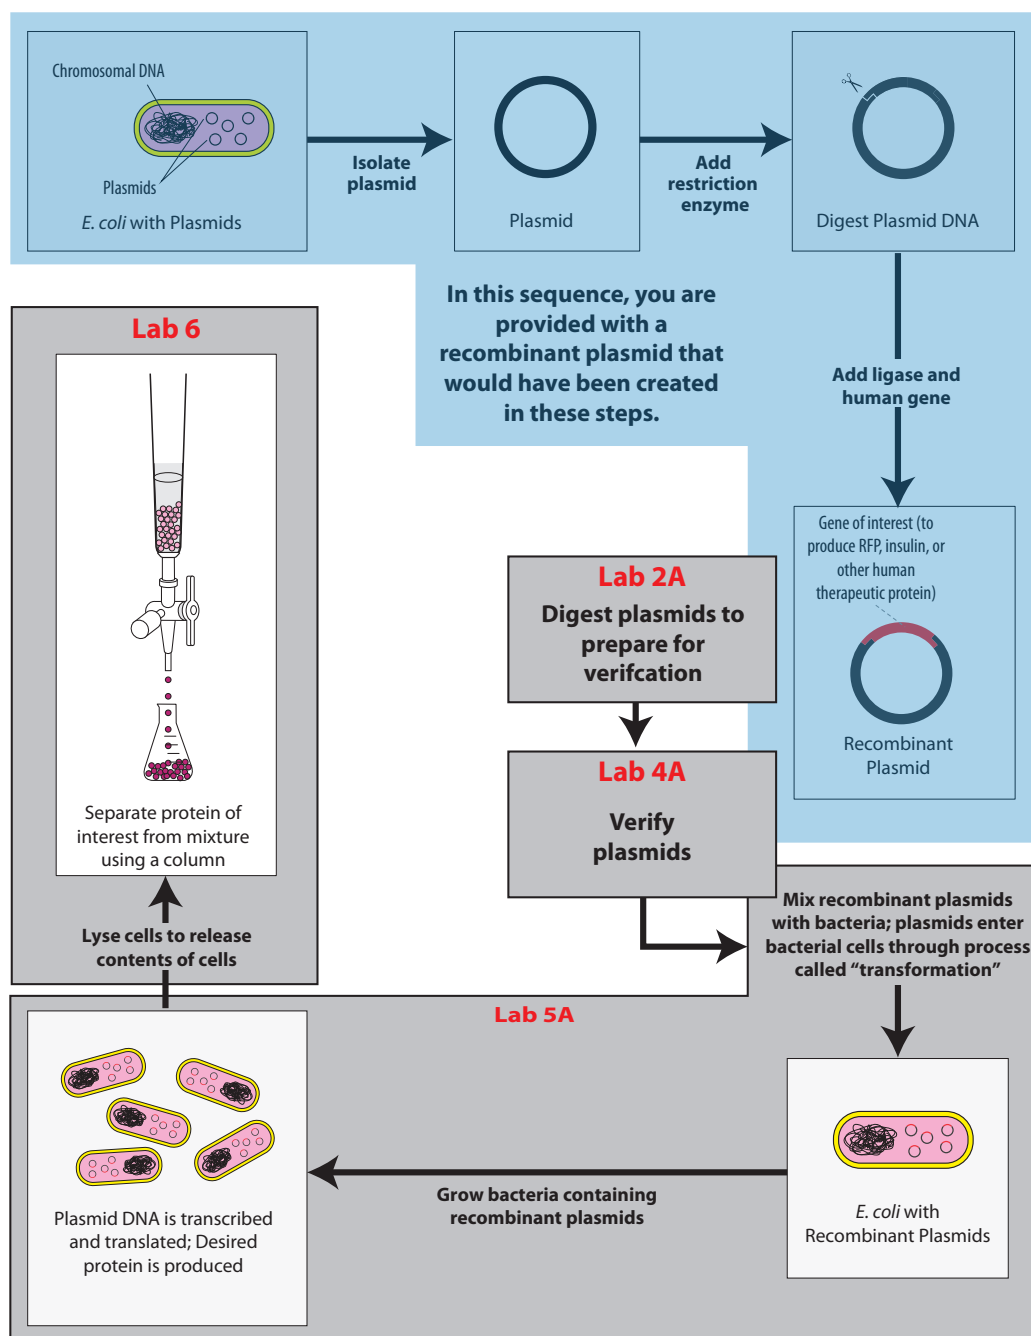 Chromosomal DNA
Plasmids
E. coli with Plasmids
Isolate
plasmid
Plasmid
Add
restriction
enzyme
Digest Plasmid DNA
In this sequence, you are
provided with a
recombinant plasmid that
would have been created
in these steps.
Add ligase and
human gene
Gene of interest (to
produce RFP, insulin, or
other human
therapeutic protein)
Recombinant
Plasmid
Lab 2A
Digest plasmids to
prepare for
verifcation
Lab 4A
Verify
plasmids
Mix recombinant plasmids
with bacteria; plasmids enter
bacterial cells through process
called “transformation”
Lab 5A
E. coli with
Recombinant Plasmids
Grow bacteria containing
recombinant plasmids
Plasmid DNA is transcribed
and translated; Desired
protein is produced
Lyse cells to release
contents of cells
Lab 6
Separate protein of
interest from mixture
using a column